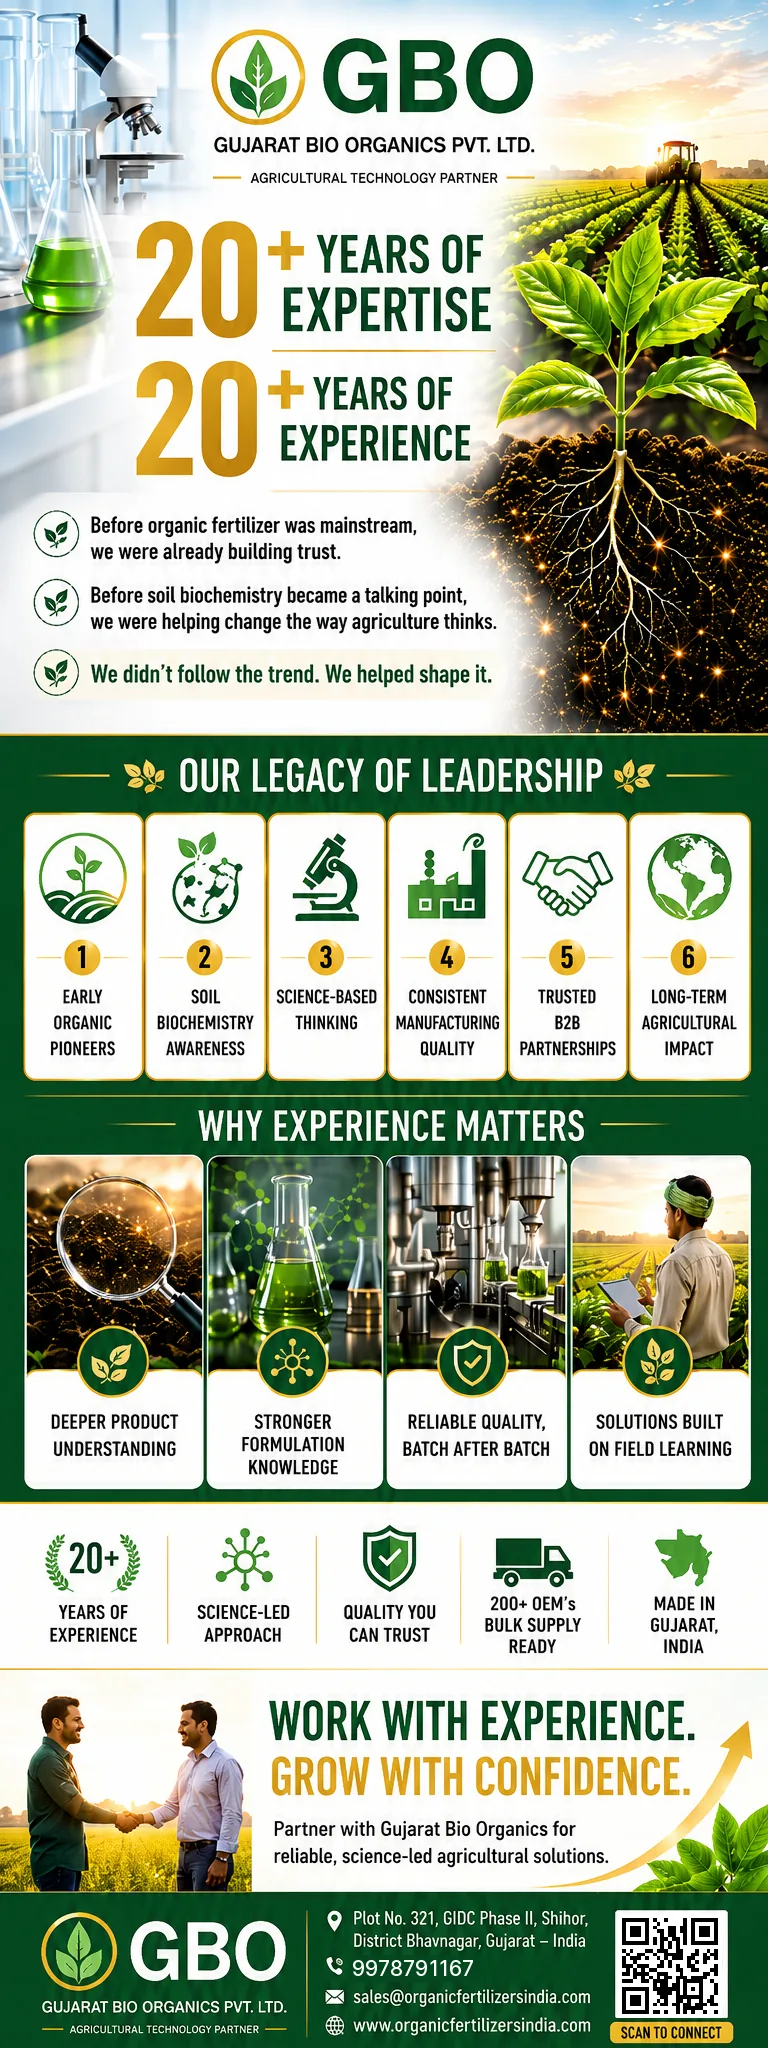 GBO
GUJARAT BIO ORGANICS PVT. LTD.
AGRICULTURAL TECHNOLOGY PARTNER
20+ YEARS OF
EXPERTISE
20+ YEARS OF
EXPERIENCE
Before organic fertilizer was mainstream,
we were already building trust.
Before soil biochemistry became a talking point,
we were helping change the way agriculture thinks.
We didn't follow the trend. We helped shape it.
OUR LEGACY OF LEADERSHIP
1
EARLY
ORGANIC
PIONEERS
2
SOIL
BIOCHEMISTRY
AWARENESS
3
SCIENCE-BASED
THINKING
4
CONSISTENT
MANUFACTURING
QUALITY
5
TRUSTED
B2B
PARTNERSHIPS
6
LONG-TERM
AGRICULTURAL
IMPACT
WHY EXPERIENCE MATTERS
DEEPER PRODUCT
UNDERSTANDING
STRONGER
FORMULATION
KNOWLEDGE
RELIABLE QUALITY,
BATCH AFTER BATCH
SOLUTIONS BUILT
ON FIELD LEARNING
20+
YEARS OF
EXPERIENCE
SCIENCE-LED
APPROACH
QUALITY YOU
CAN TRUST
200+ OEM's
BULK SUPPLY
READY
MADE IN
GUJARAT,
INDIA
WORK WITH EXPERIENCE.
GROW WITH CONFIDENCE.
Partner with Gujarat Bio Organics for
reliable, science-led agricultural solutions.
GBO
GUJARAT BIO ORGANICS PVT. LTD.
AGRICULTURAL TECHNOLOGY PARTNER
Plot No. 321, GIDC Phase II, Shihor,
District Bhavnagar, Gujarat – India
9978791167
sales@organicfertilizersindia.com
www.organicfertilizersindia.com
SCAN TO CONNECT